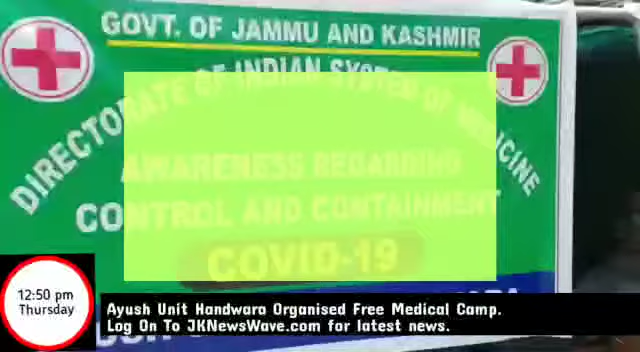 GOVT. OF JAMMU AND KASHMIR
DIRECTORATE OF INDIAN SYSTEM OF MEDICINE
AWARENESS REGARDING
CONTROL AND CONTAINMENT
COVID-19
12:50 pm
Thursday
Ayush Unit Handwara Organised Free Medical Camp.
Log On To JKNewsWave.com for latest news.